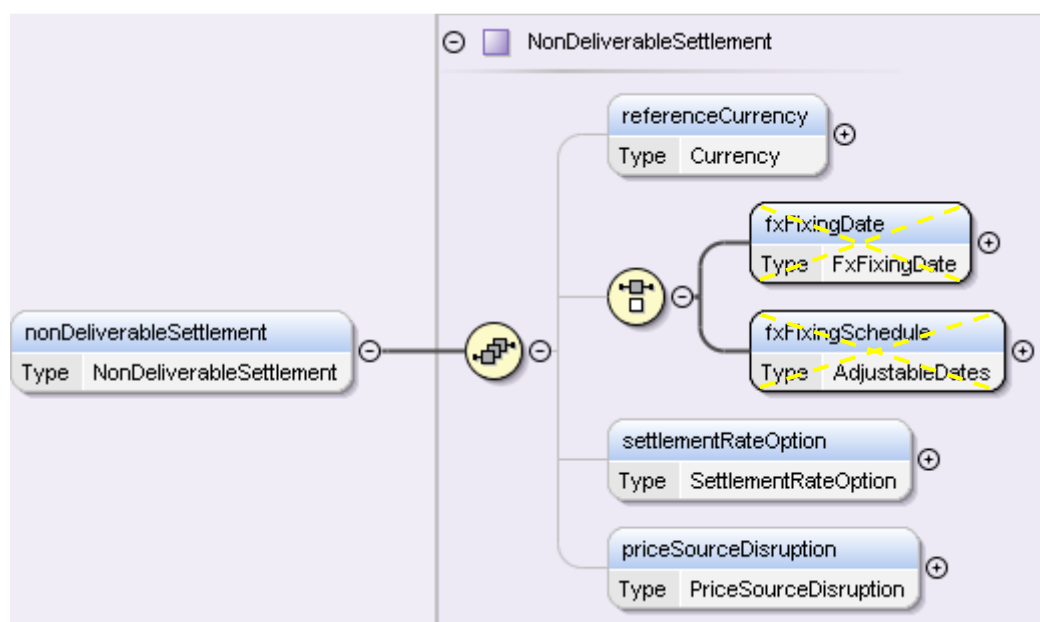 NonDeliverableSettlement
referenceCurrency
Type Currency
fxFixingDate
Type FxFixingDate
nonDeliverableSettlement
Type NonDeliverableSettlement
fxFixingSchedule
Type AdjustableDates
settlementRateOption
Type SettlementRateOption
priceSourceDisruption
Type PriceSourceDisruption